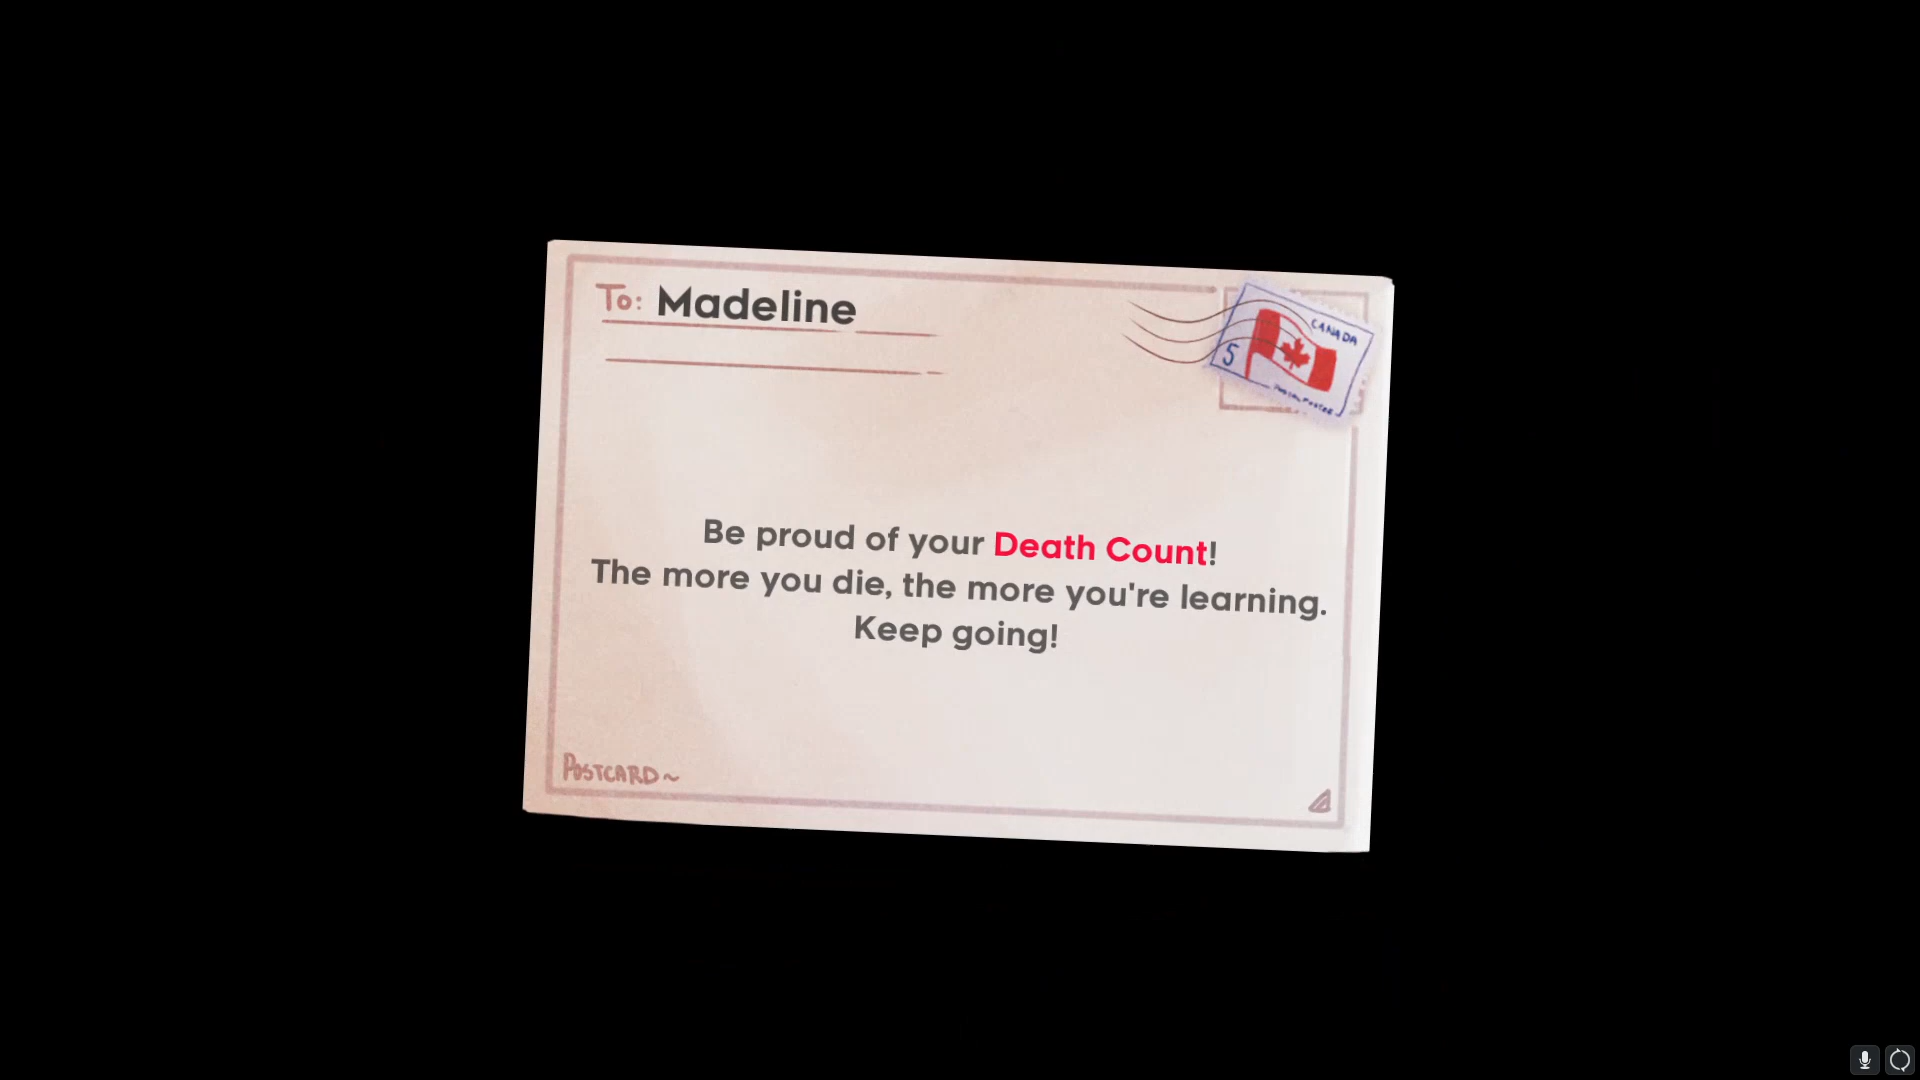 To: Madeline
CANADA
5
Be proud of your Death Count!
The more you die, the more you're learning.
Keep going!
POSTCARD~